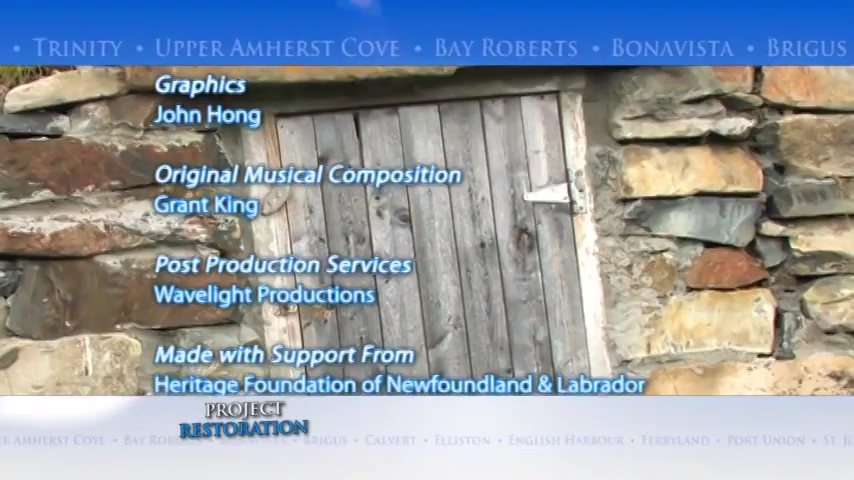 • TRINITY • UPPER AMHERST COVE • BAY ROBERTS • BONAVISTA • BRIGUS
Graphics
John Hong
Original Musical Composition
Grant King
Post Production Services
Wavelight Productions
Made with Support From
Heritage Foundation of Newfoundland & Labrador
PROJECT
RESTORATION
AMHERST COVE • BAY ROBERTS • BRIGUS • CALVERT • ELLISTON • ENGLISH HARBOUR • FERRYLAND • PORT UNION • ST.